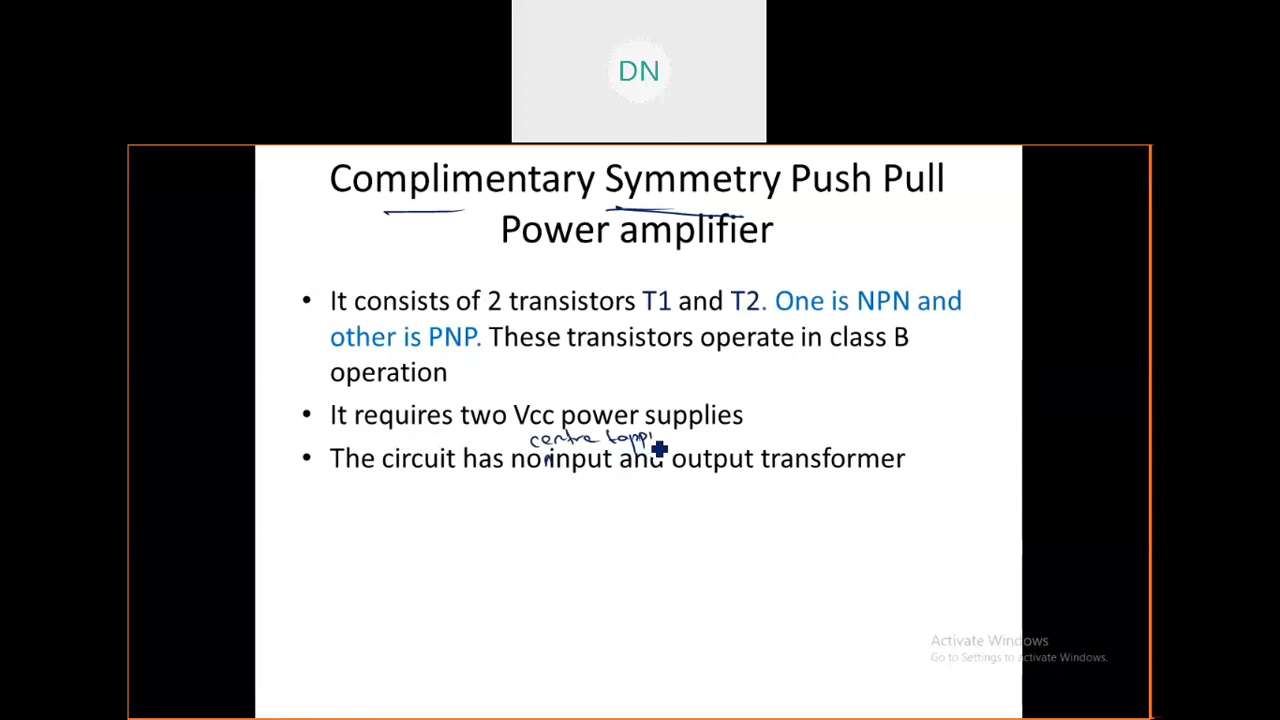 DN
Complimentary Symmetry Push Pull
Power amplifier
• It consists of 2 transistors T1 and T2. One is NPN and
other is PNP. These transistors operate in class B
operation
• It requires two Vcc power supplies
centre
• The circuit has no input and output transformer
Activate Windows
Go to Settings to activate Windows.